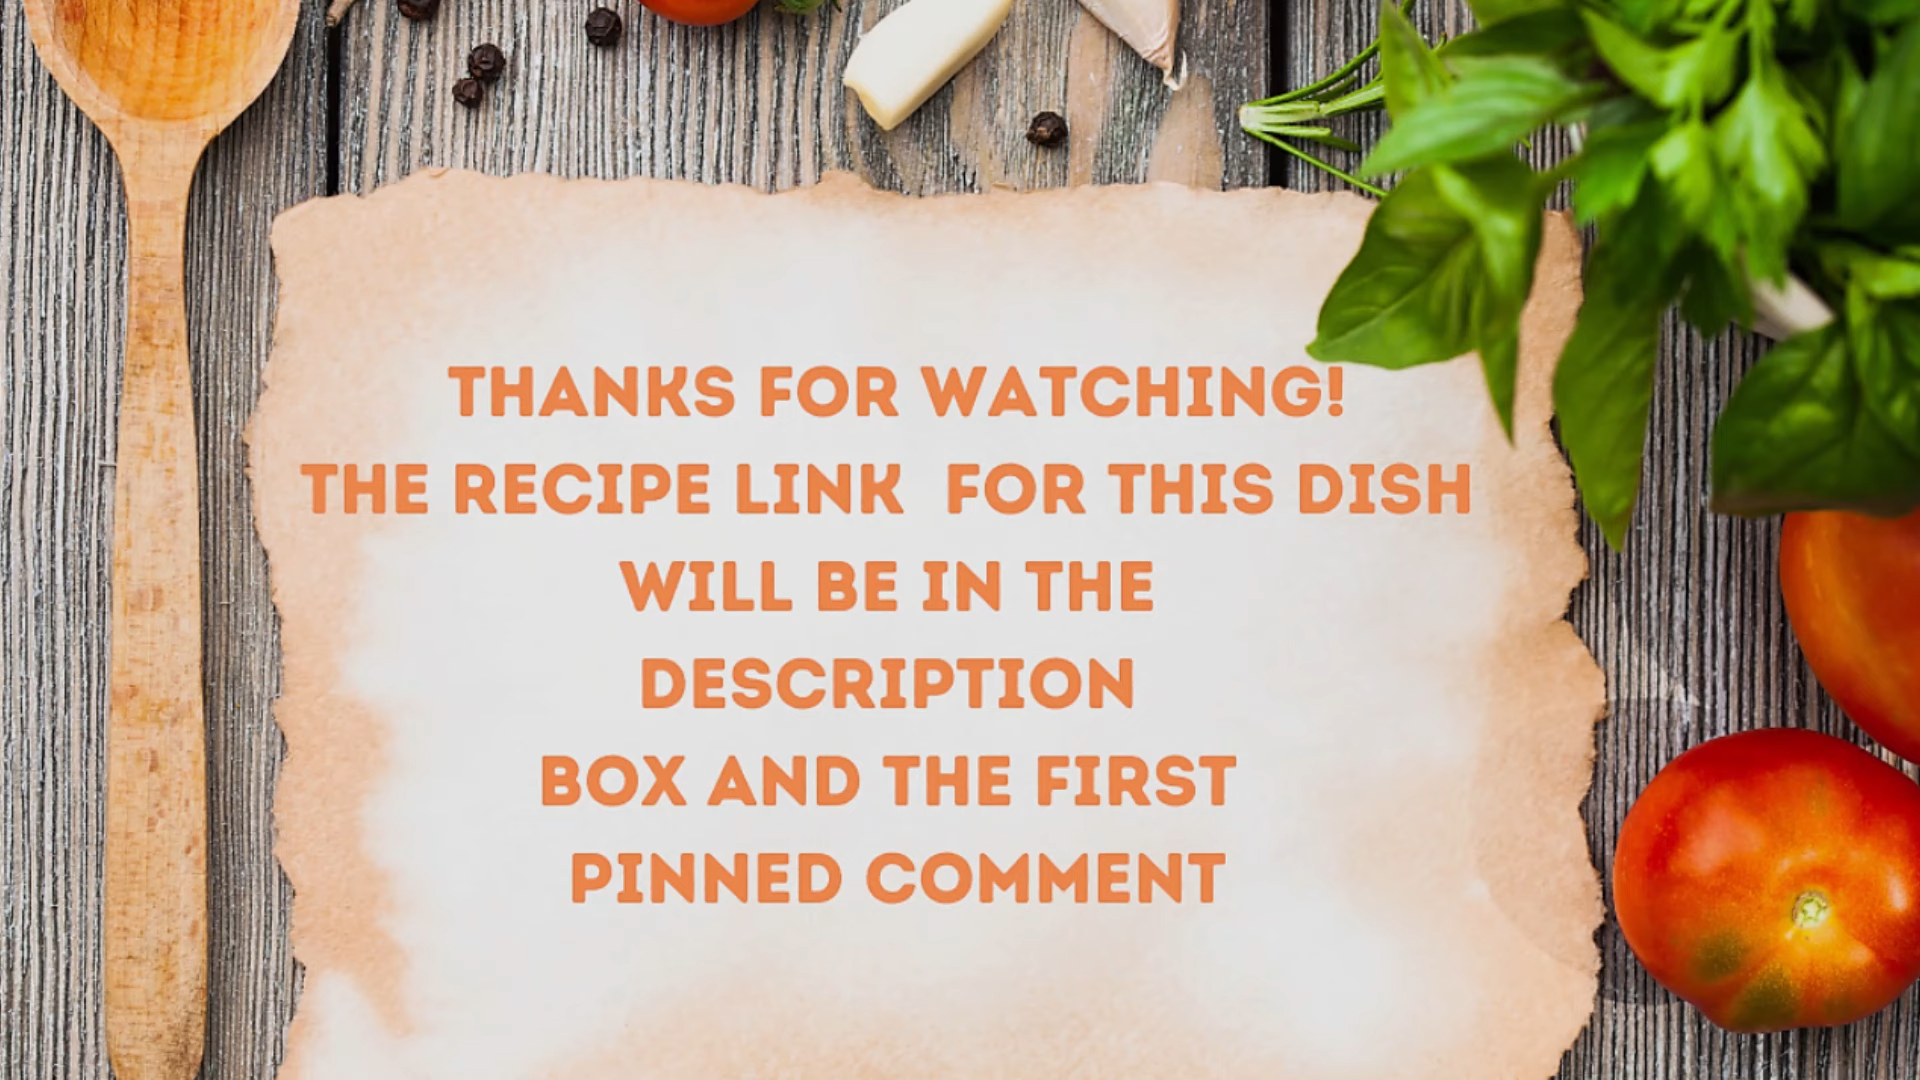 THANKS FOR WATCHING!
THE RECIPE LINK FOR THIS DISH
WILL BE IN THE
DESCRIPTION
BOX AND THE FIRST
PINNED COMMENT